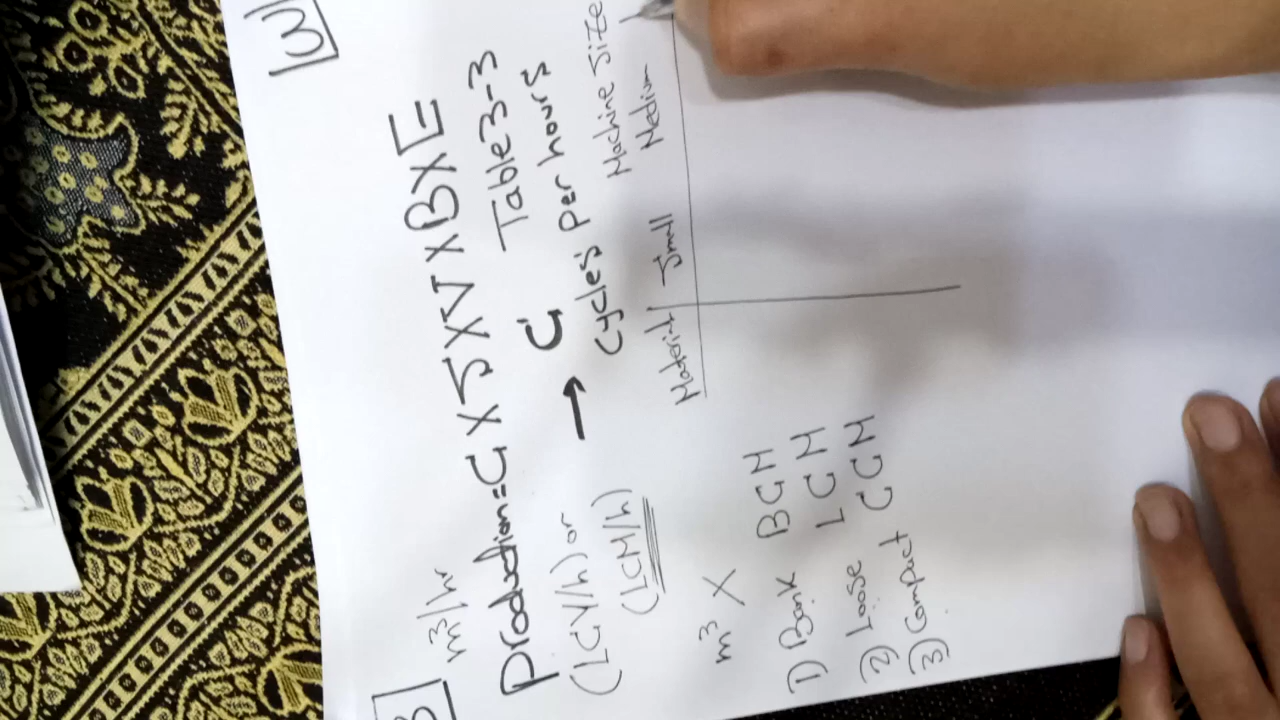 3
m³/hr
Production = C X S X V X B X E
(LCY/h) or → C Table 3-3
(LCM/h) cycles Per hours
Machine Size
Material Small Medium
m³ X
1) Bank BCM
2) Loose LCM
3) Compact CCM